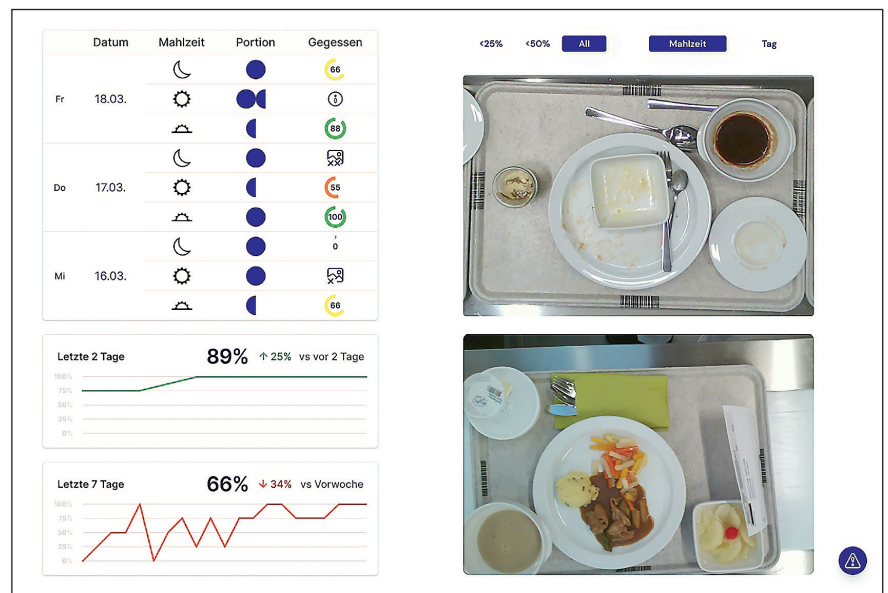 Datum Mahlzeit Portion Gegessen
66
Fr 18.03.
88
Do 17.03. 55
100
0
Mi 16.03.
66
Letzte 2 Tage 89% ↑ 25% vs vor 2 Tage
100%
75%
50%
25%
0%
Letzte 7 Tage 66% ↓ 34% vs Vorwoche
100%
75%
50%
25%
0%
<25% <50% All Mahlzeit Tag